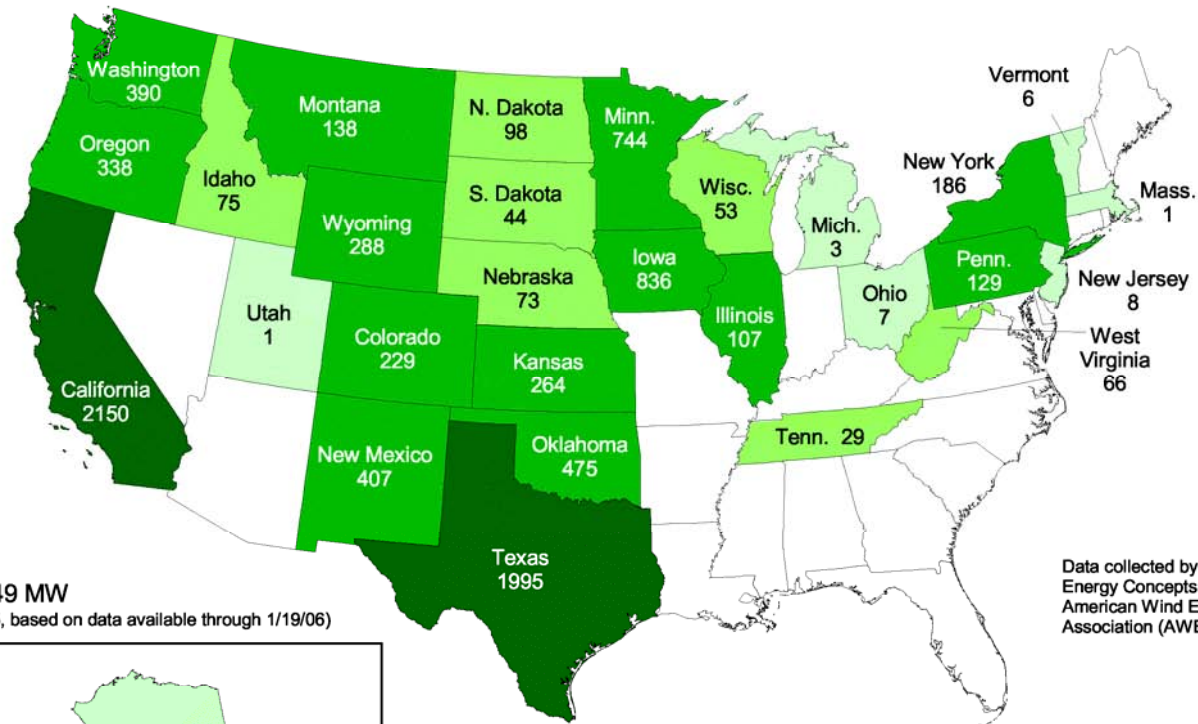 Washington
390
Montana
138
N. Dakota
98
Minn.
744
Vermont
6
Oregon
338
Idaho
75
S. Dakota
44
Wisc.
53
New York
186
Mass.
1
Wyoming
288
Mich.
3
Nebraska
73
Iowa
836
Penn.
129
New Jersey
8
Utah
1
Colorado
229
Illinois
107
Ohio
7
West
Virginia
66
California
2150
Kansas
264
New Mexico
407
Oklahoma
475
Tenn. 29
Texas
1995
49 MW
, based on data available through 1/19/06)
Data collected by
Energy Concepts
American Wind E
Association (AWE